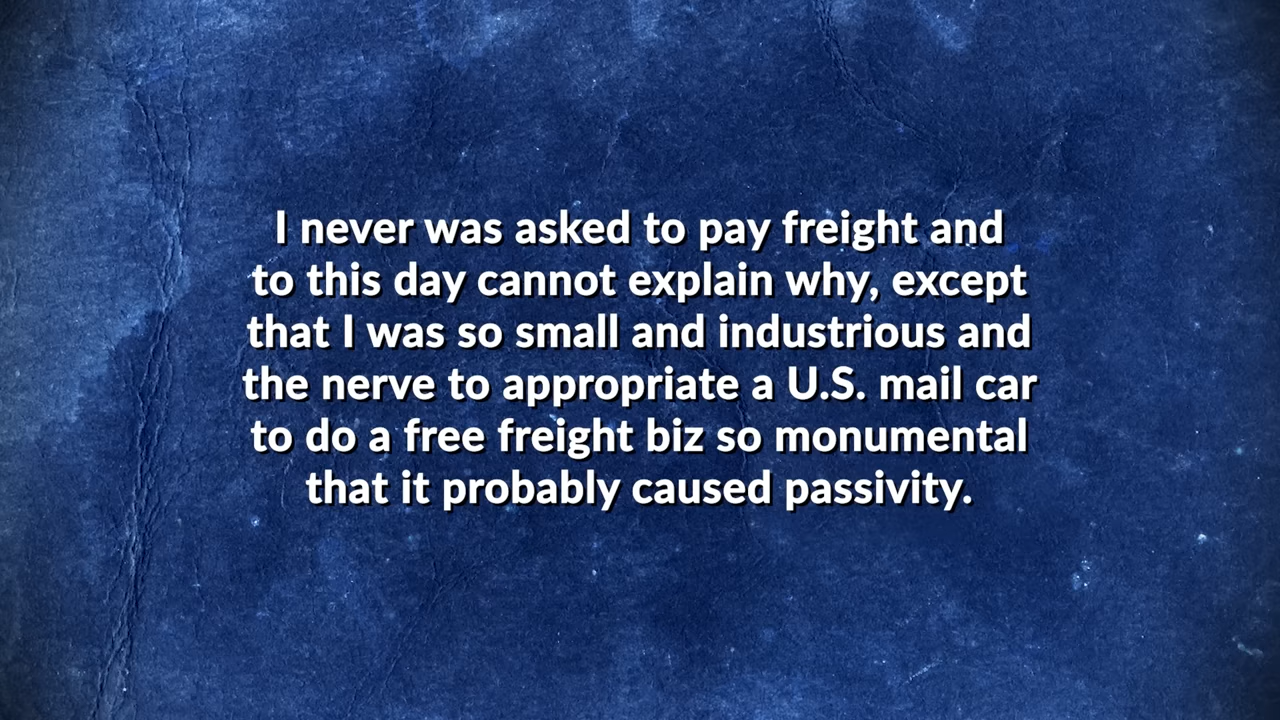 I never was asked to pay freight and
to this day cannot explain why, except
that I was so small and industrious and
the nerve to appropriate a U.S. mail car
to do a free freight biz so monumental
that it probably caused passivity.